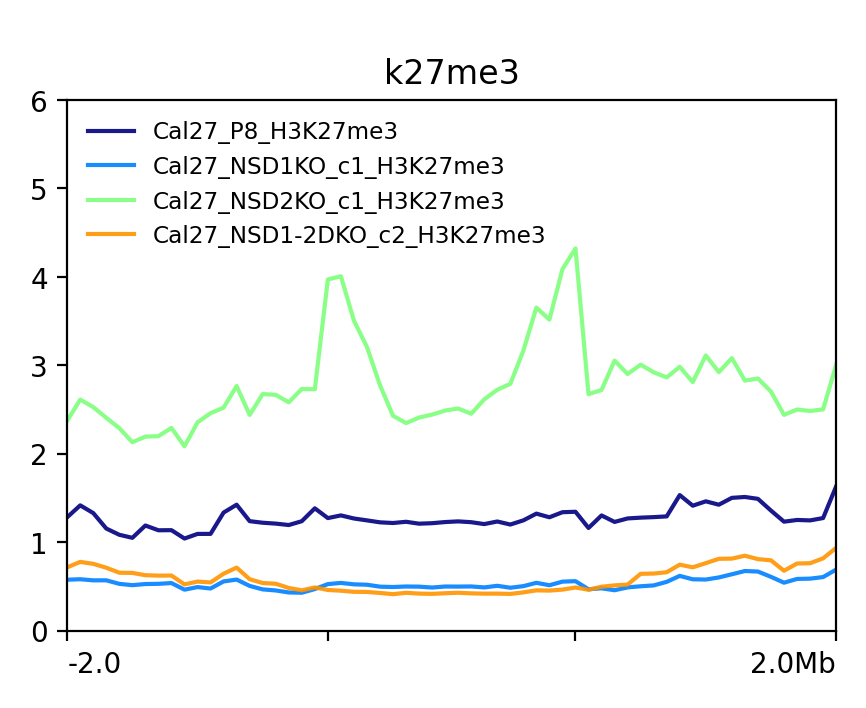 k27me3
6
Cal27_P8_H3K27me3
Cal27_NSD1KO_c1_H3K27me3
5
Cal27_NSD2KO_c1_H3K27me3
Cal27_NSD1-2DKO_c2_H3K27me3
4
3
2
1
0
-2.0 2.0Mb